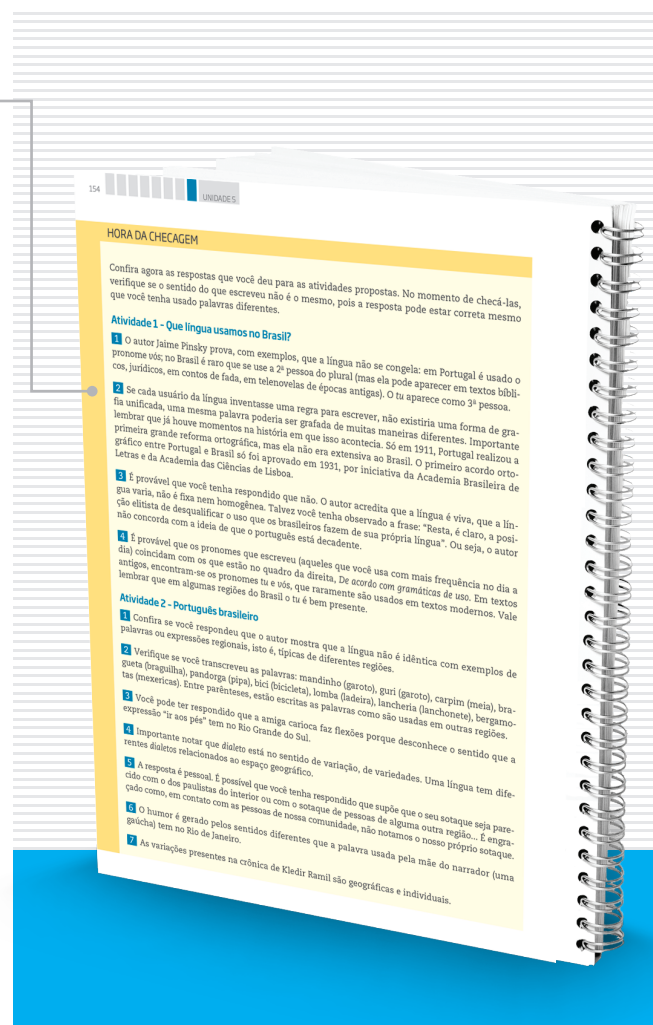 154
UNIDADE 5
HORA DA CHECAGEM
Confira agora as respostas que você deu para as atividades propostas. No momento de checá-las,
verifique se o sentido do que escreveu não é o mesmo, pois a resposta pode estar correta mesmo
que você tenha usado palavras diferentes.
Atividade 1 - Que língua usamos no Brasil?
1 O autor Jaime Pinsky prova, com exemplos, que a língua não se congela: em Portugal é usado o
pronome vós; no Brasil é raro que se use a 2ª pessoa do plural (mas ela pode aparecer em textos bíbli-
cos, jurídicos, em contos de fada, em telenovelas de épocas antigas). O tu aparece como 3ª pessoa.
2 Se cada usuário da língua inventasse uma regra para escrever, não existiria uma forma de gra-
fia unificada, uma mesma palavra poderia ser grafada de muitas maneiras diferentes. Importante
lembrar que já houve momentos na história em que isso acontecia. Só em 1911, Portugal realizou a
primeira grande reforma ortográfica, mas ela não era extensiva ao Brasil. O primeiro acordo orto-
gráfico entre Portugal e Brasil só foi aprovado em 1931, por iniciativa da Academia Brasileira de
Letras e da Academia das Ciências de Lisboa.
3 É provável que você tenha respondido que não. O autor acredita que a língua é viva, que a lín-
gua varia, não é fixa nem homogênea. Talvez você tenha observado a frase: “Resta, é claro, a posi-
ção elitista de desqualificar o uso que os brasileiros fazem de sua própria língua”. Ou seja, o autor
não concorda com a ideia de que o português está decadente.
4 É provável que os pronomes que escreveu (aqueles que você usa com mais frequência no dia a
dia) coincidam com os que estão no quadro da direita, De acordo com gramáticas de uso. Em textos
antigos, encontram-se os pronomes tu e vós, que raramente são usados em textos modernos. Vale
lembrar que em algumas regiões do Brasil o tu é bem presente.
Atividade 2 - Português brasileiro
1 Confira se você respondeu que o autor mostra que a língua não é idêntica com exemplos de
palavras ou expressões regionais, isto é, típicas de diferentes regiões.
2 Verifique se você transcreveu as palavras: mandinho (garoto), guri (garoto), carpim (meia), bra-
gueta (braguilha), pandorga (pipa), bici (bicicleta), lomba (ladeira), lancheria (lanchonete), bergamo-
tas (mexericas). Entre parênteses, estão escritas as palavras como são usadas em outras regiões.
3 Você pode ter respondido que a amiga carioca faz flexões porque desconhece o sentido que a
expressão “ir aos pés” tem no Rio Grande do Sul.
4 Importante notar que dialeto está no sentido de variação, de variedades. Uma língua tem dife-
rentes dialetos relacionados ao espaço geográfico.
5 A resposta é pessoal. É possível que você tenha respondido que supõe que o seu sotaque seja pare-
cido com o dos paulistas do interior ou com o sotaque de pessoas de alguma outra região... É engra-
çado como, em contato com as pessoas de nossa comunidade, não notamos o nosso próprio sotaque.
6 O humor é gerado pelos sentidos diferentes que a palavra usada pela mãe do narrador (uma
gaúcha) tem no Rio de Janeiro.
7 As variações presentes na crônica de Kledir Ramil são geográficas e individuais.